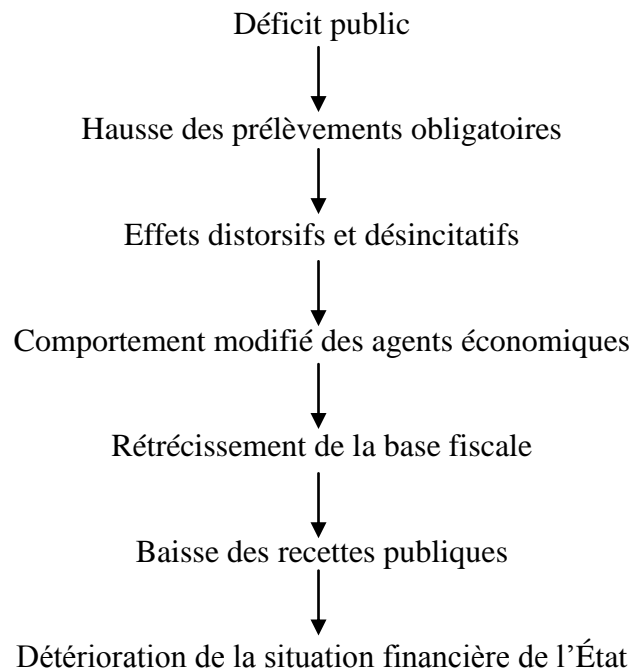 Déficit public
Hausse des prélèvements obligatoires
Effets distorsifs et désincitatifs
Comportement modifié des agents économiques
Rétrécissement de la base fiscale
Baisse des recettes publiques
Détérioration de la situation financière de l’État